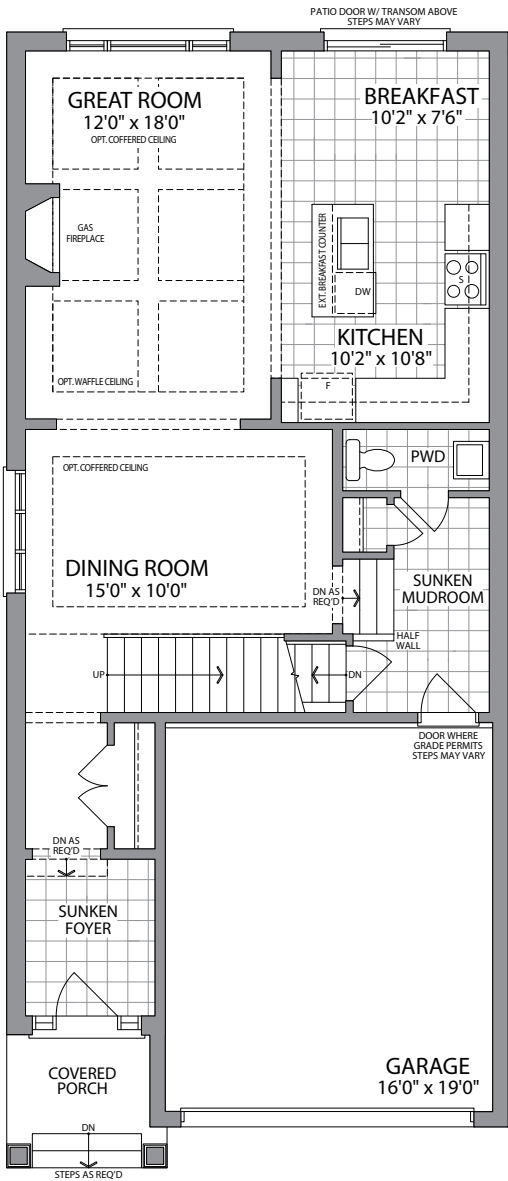 PATIO DOOR W/ TRANSOM ABOVE
STEPS MAY VARY
GREAT ROOM
12'0" x 18'0"
OPT. COFFERED CEILING
BREAKFAST
10'2" x 7'6"
GAS
FIREPLACE
EXT. BREAKFAST COUNTER
DW
S
KITCHEN
10'2" x 10'8"
OPT. WAFFLE CEILING
F
OPT. COFFERED CEILING
PWD
DINING ROOM
15'0" x 10'0"
DN AS
REQ'D
SUNKEN
MUDROOM
HALF
WALL
UP
DN
DOOR WHERE
GRADE PERMITS
STEPS MAY VARY
DN AS
REQ'D
SUNKEN
FOYER
COVERED
PORCH
GARAGE
16'0" x 19'0"
DN
STEPS AS REQ'D